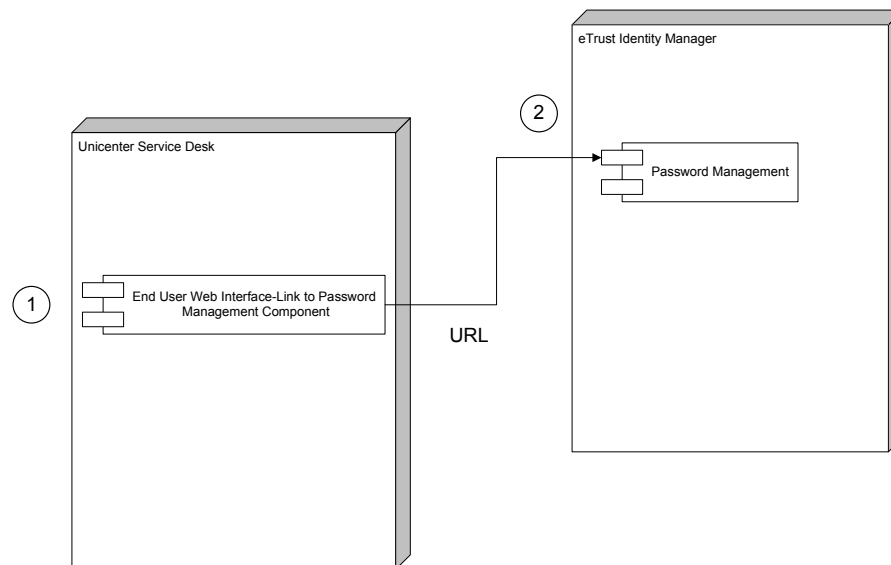 eTrust Identity Manager
2
Unicenter Service Desk
Password Management
1
End User Web Interface-Link to Password
Management Component
URL